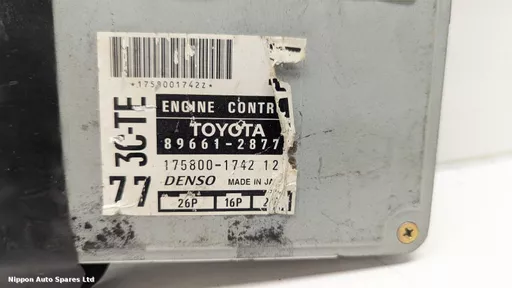 *17580017422*
3C-TE
77
ENGINE CONTR
TOYOTA
89661-2877
175800-1742 12
DENSO MADE IN JA
26P 16P 2
Nippon Auto Spares Ltd